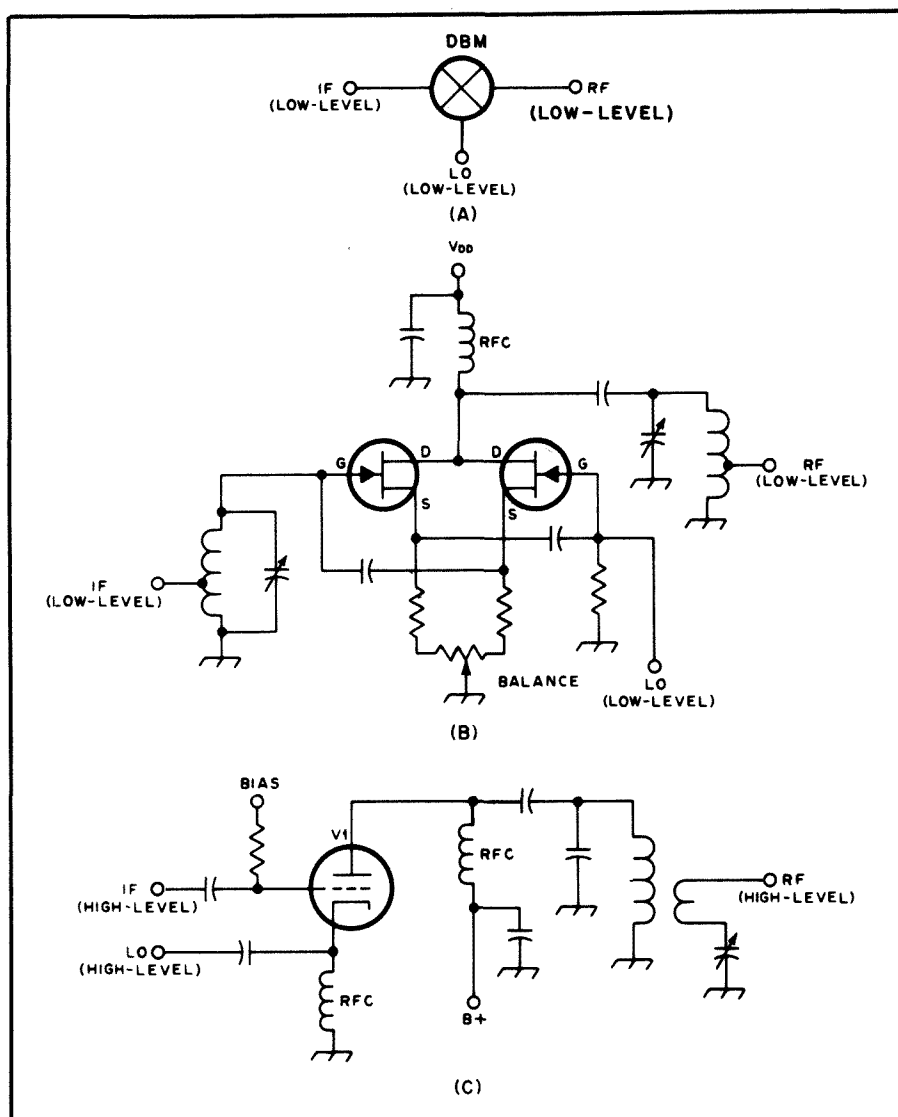 DBM
IF
(LOW-LEVEL)
RF
(LOW-LEVEL)
LO
(LOW-LEVEL)
(A)
VDD
RFC
G
D
D
G
S
S
RF
(LOW-LEVEL)
IF
(LOW-LEVEL)
BALANCE
LO
(LOW-LEVEL)
(B)
BIAS
V1
IF
(HIGH-LEVEL)
RFC
RF
(HIGH-LEVEL)
LO
(HIGH-LEVEL)
RFC
B+
(C)